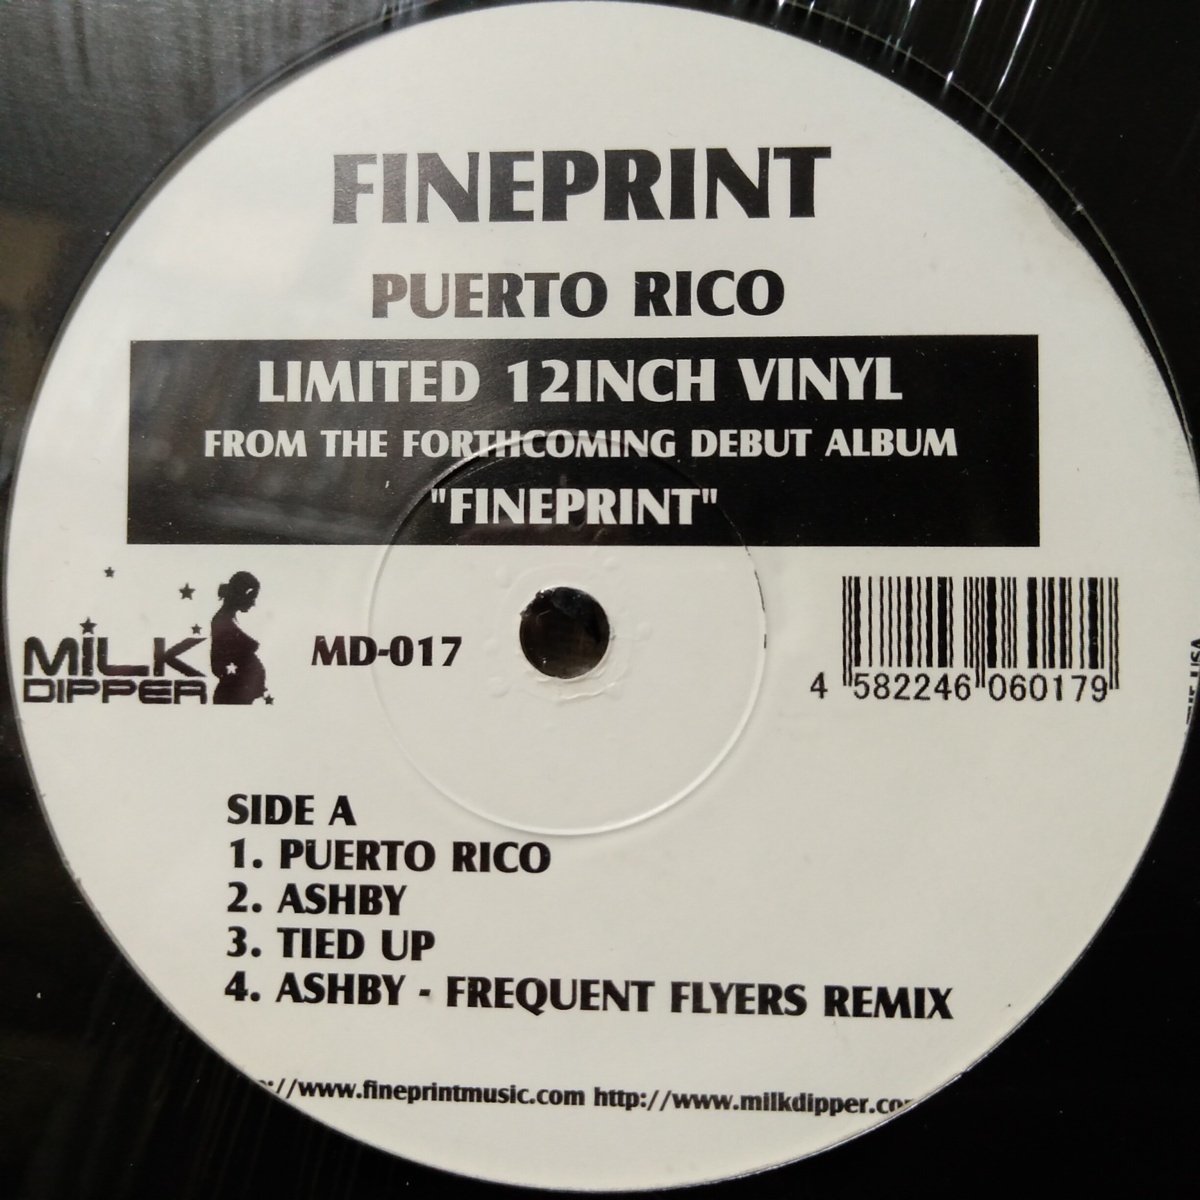 FINEPRINT
PUERTO RICO
LIMITED 12INCH VINYL
FROM THE FORTHCOMING DEBUT ALBUM
"FINEPRINT"
MILK
DIPPER
MD-017
4 582246 060179
SIDE A
1. PUERTO RICO
2. ASHBY
3. TIED UP
4. ASHBY - FREQUENT FLYERS REMIX
://www.fineprintmusic.com http://www.milkdipper.co
USA